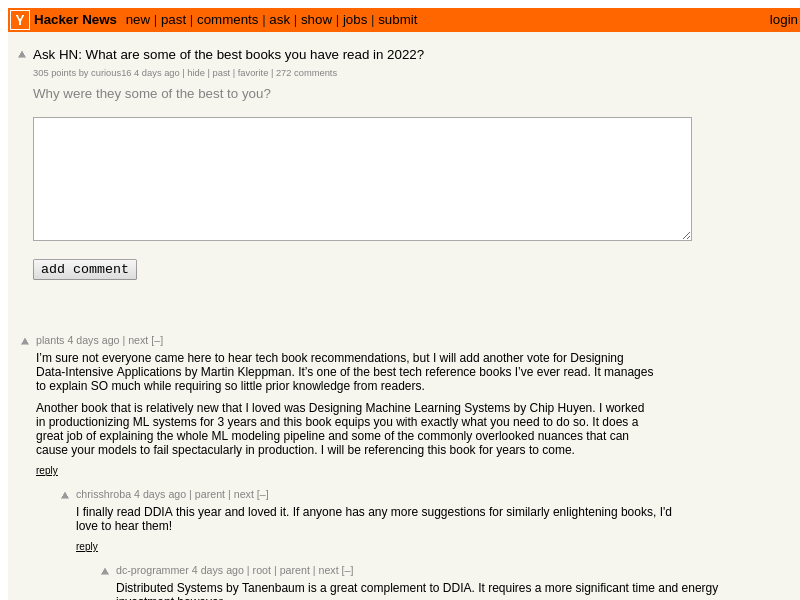 Y Hacker News new | past | comments | ask | show | jobs | submit login
Ask HN: What are some of the best books you have read in 2022?
305 points by curious16 4 days ago | hide | past | favorite | 272 comments
Why were they some of the best to you?
add comment
plants 4 days ago | next [–]
I’m sure not everyone came here to hear tech book recommendations, but I will add another vote for Designing
Data-Intensive Applications by Martin Kleppman. It’s one of the best tech reference books I’ve ever read. It manages
to explain SO much while requiring so little prior knowledge from readers.
Another book that is relatively new that I loved was Designing Machine Learning Systems by Chip Huyen. I worked
in productionizing ML systems for 3 years and this book equips you with exactly what you need to do so. It does a
great job of explaining the whole ML modeling pipeline and some of the commonly overlooked nuances that can
cause your models to fail spectacularly in production. I will be referencing this book for years to come.
reply
chrisshroba 4 days ago | parent | next [–]
I finally read DDIA this year and loved it. If anyone has any more suggestions for similarly enlightening books, I'd
love to hear them!
reply
dc-programmer 4 days ago | root | parent | next [–]
Distributed Systems by Tanenbaum is a great complement to DDIA. It requires a more significant time and energy